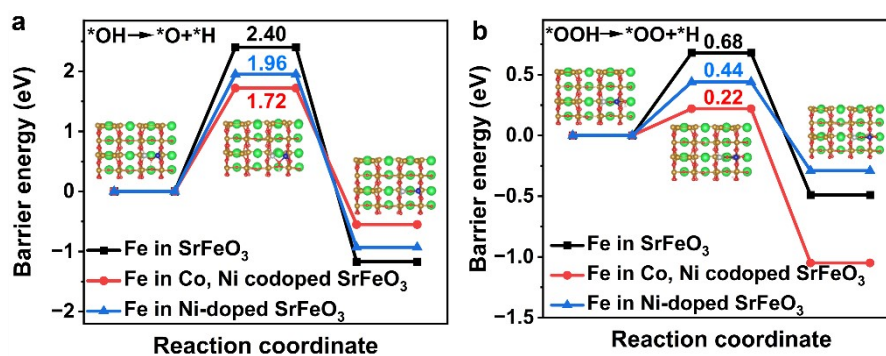 a
*OH→ *O+*H
2.40
1.96
1.72
Barrier energy (eV)
2
1
0
−1
−2
Fe in SrFeO₃
Fe in Co, Ni codoped SrFeO₃
Fe in Ni-doped SrFeO₃
Reaction coordinate
b
*OOH→ *OO+*H
0.68
0.44
0.22
Barrier energy (eV)
0.5
0.0
−0.5
−1.0
−1.5
Fe in SrFeO₃
Fe in Co, Ni codoped SrFeO₃
Fe in Ni-doped SrFeO₃
Reaction coordinate